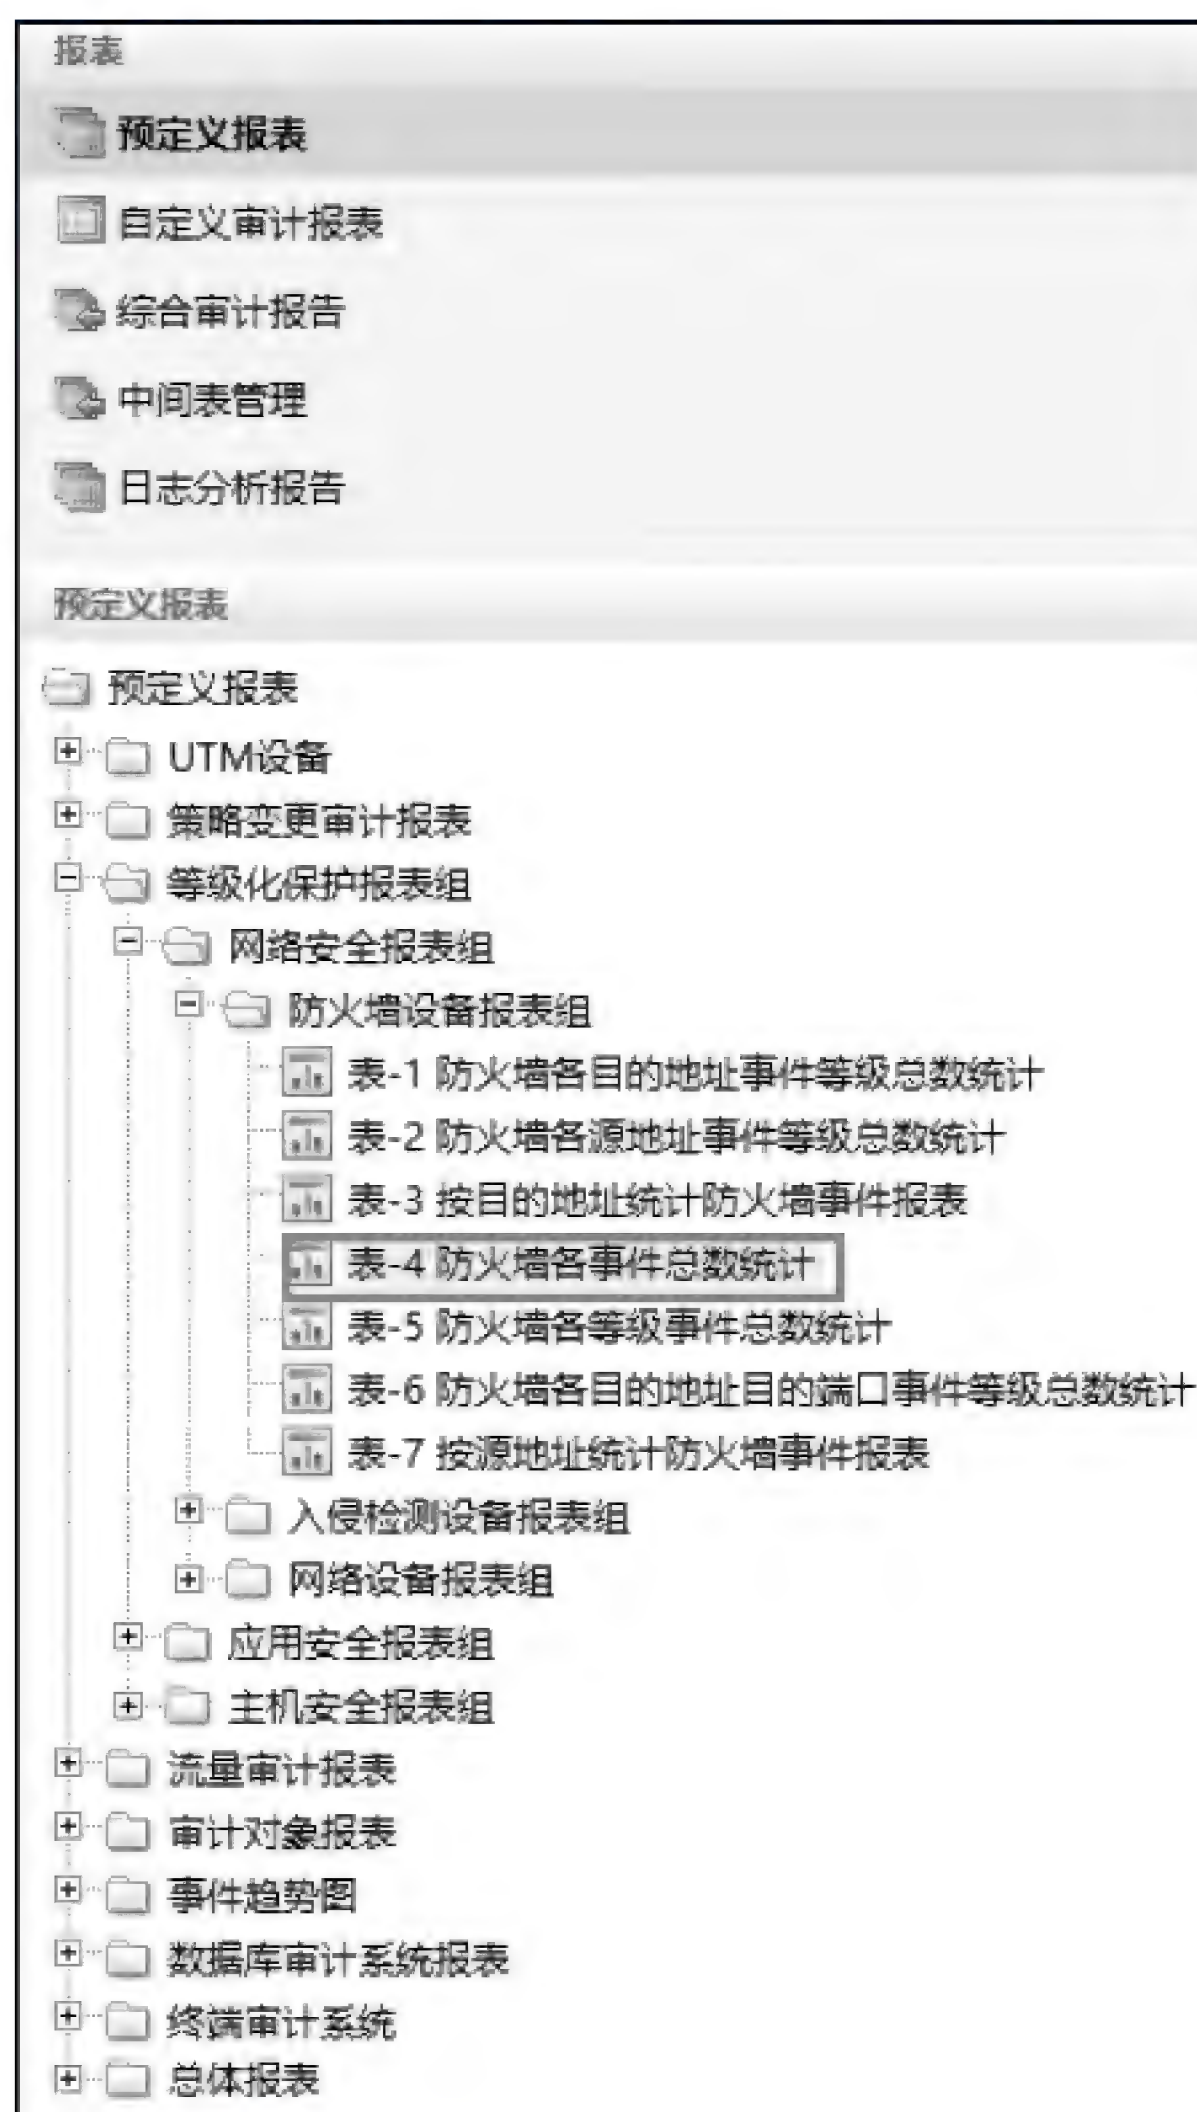 报表
预定义报表
自定义审计报表
综合审计报告
中间表管理
日志分析报告
预定义报表
预定义报表
UTM设备
策略变更审计报表
等级化保护报表组
网络安全报表组
防火墙设备报表组
表-1 防火墙各目的地址事件等级总数统计
表-2 防火墙各源地址事件等级总数统计
表-3 按目的地址统计防火墙事件报表
表-4 防火墙各事件总数统计
表-5 防火墙各等级事件总数统计
表-6 防火墙各目的地址目的端口事件等级总数统计
表-7 按源地址统计防火墙事件报表
入侵检测设备报表组
网络设备报表组
应用安全报表组
主机安全报表组
流量审计报表
审计对象报表
事件趋势图
数据库审计系统报表
终端审计系统
总体报表